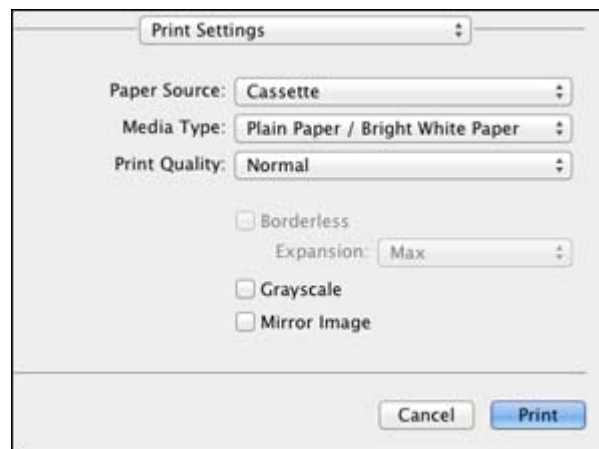 Print Settings
Paper Source: Cassette
Media Type: Plain Paper / Bright White Paper
Print Quality: Normal
Borderless
Expansion: Max
Grayscale
Mirror Image
Cancel Print